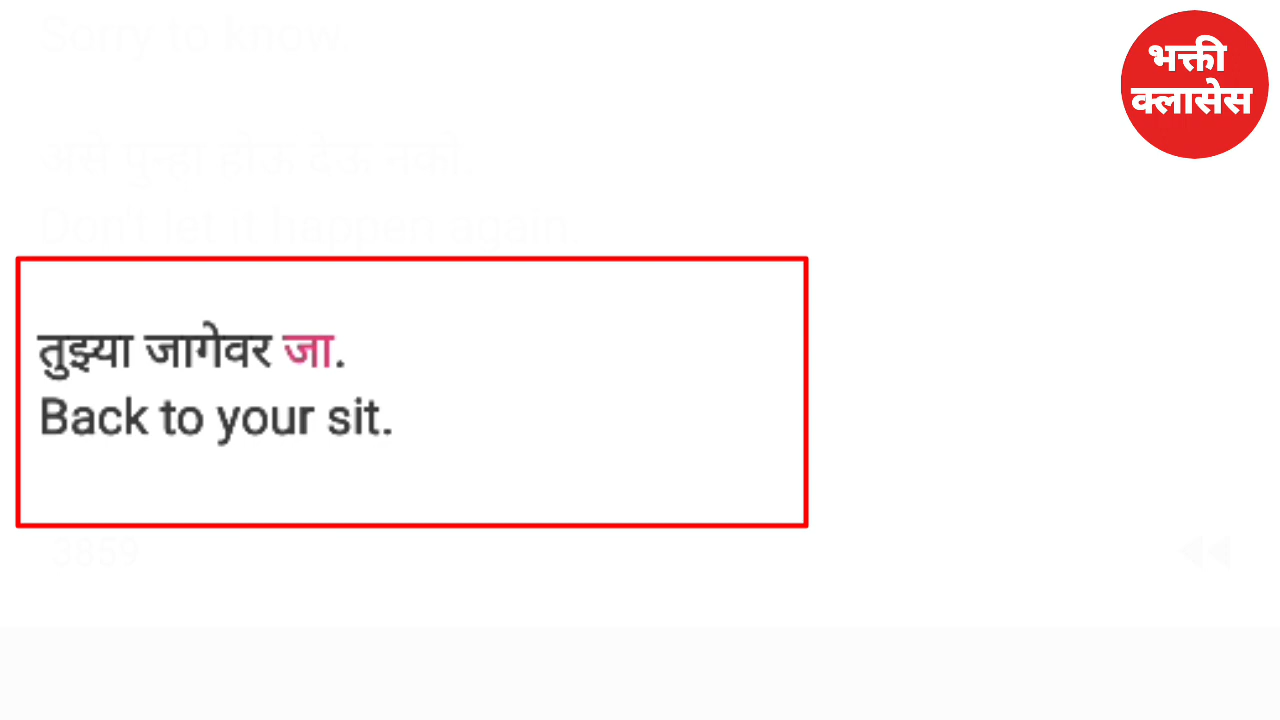 Sorry to know
भक्ती
क्लासेस
असे पुन्हा होऊ देऊ नको.
Don't let it happen again
तुझ्या जागेवर जा.
Back to your sit.
3859